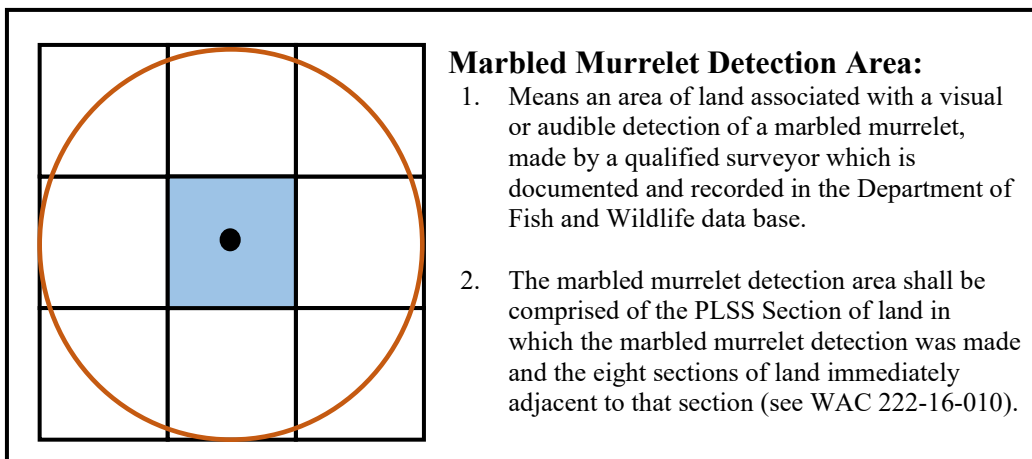 Marbled Murrelet Detection Area:
1. Means an area of land associated with a visual
or audible detection of a marbled murrelet,
made by a qualified surveyor which is
documented and recorded in the Department of
Fish and Wildlife data base.
2. The marbled murrelet detection area shall be
comprised of the PLSS Section of land in
which the marbled murrelet detection was made
and the eight sections of land immediately
adjacent to that section (see WAC 222-16-010).